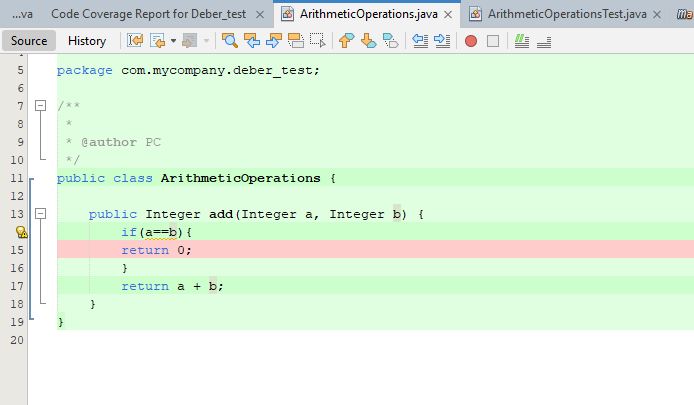 ...va Code Coverage Report for Deber_test × ArithmeticOperations.java × ArithmeticOperationsTest.java ×
Source History
5 package com.mycompany.deber_test;
6
7 /**
8 *
9 * @author PC
10 */
11 public class ArithmeticOperations {
12
13 public Integer add(Integer a, Integer b) {
if(a==b){
15 return 0;
16 }
17 return a + b;
18 }
19 }
20